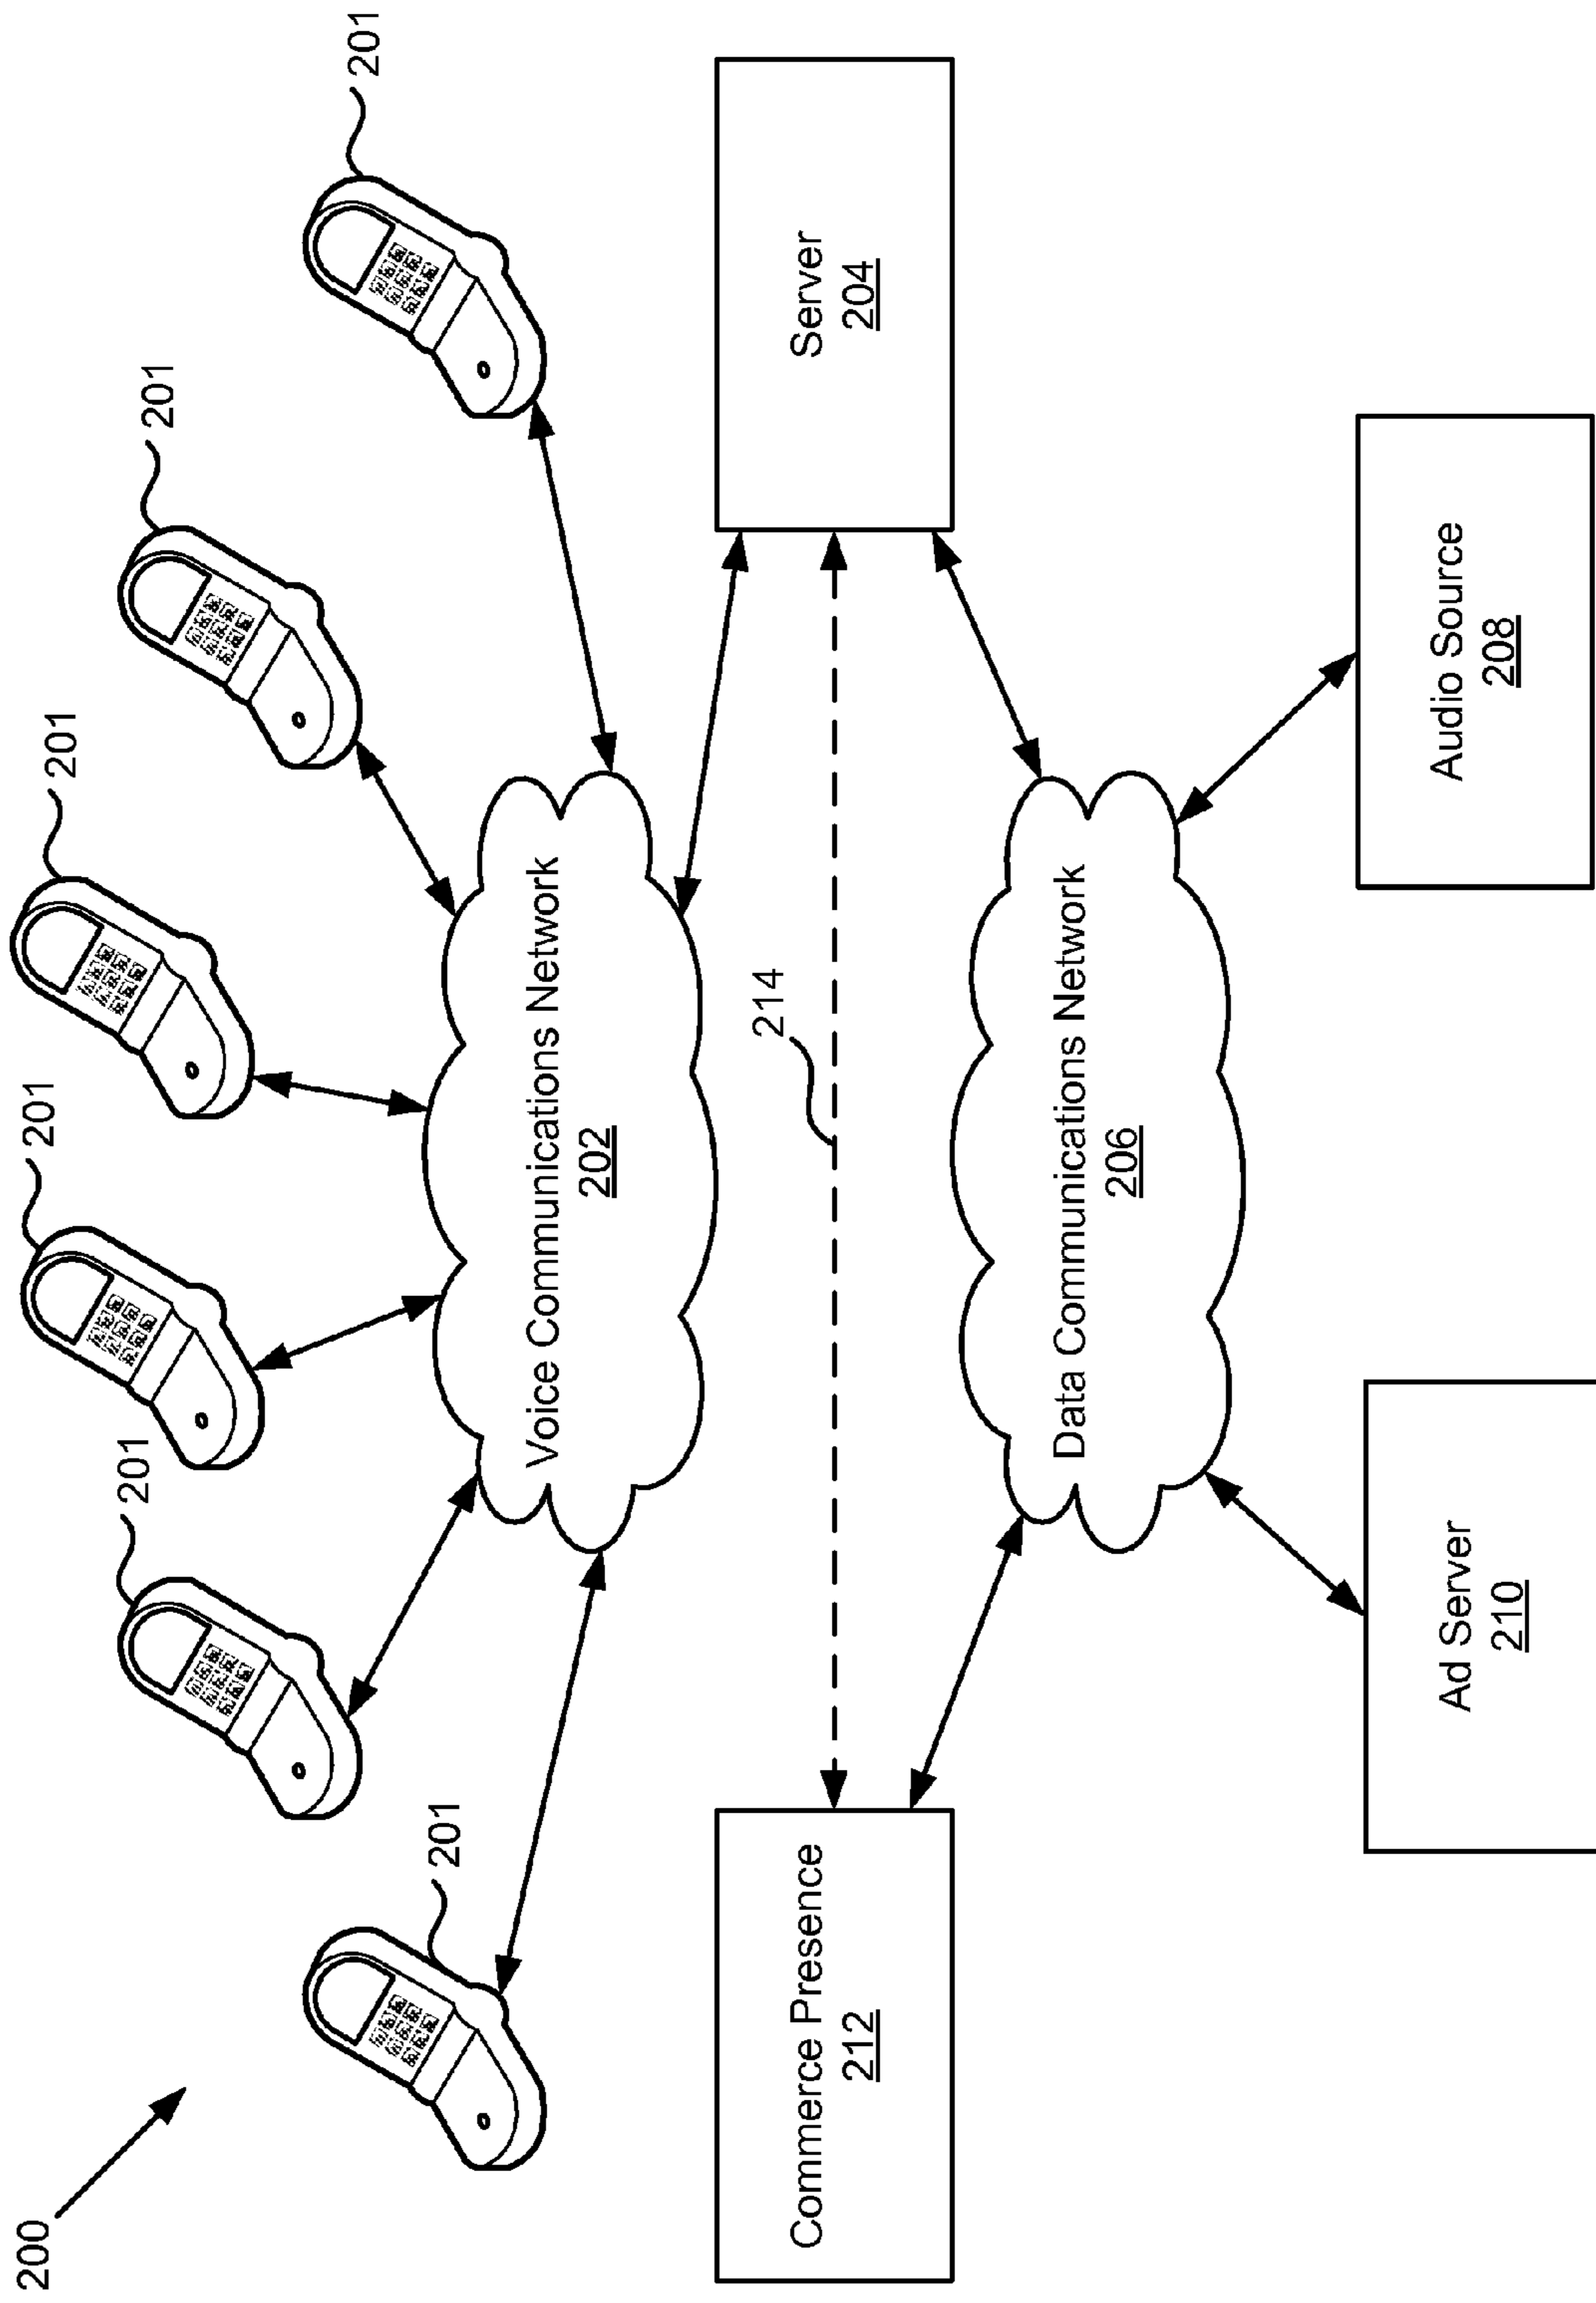 200
201
201
201
201
201
201
Voice Communications Network
202
Commerce Presence
212
214
Server
204
Data Communications Network
206
Ad Server
210
Audio Source
208